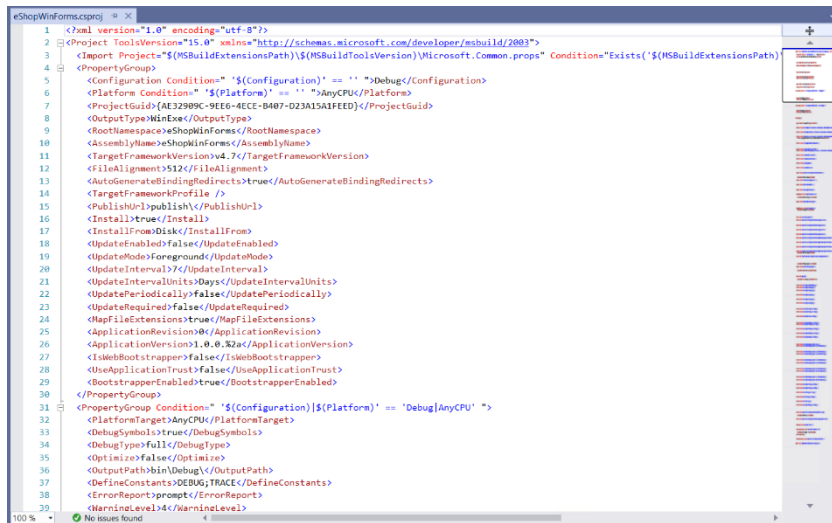 eShopWinForms.csproj
1 <?xml version="1.0" encoding="utf-8"?>
2 <Project ToolsVersion="15.0" xmlns="http://schemas.microsoft.com/developer/msbuild/2003">
3 <Import Project="$(MSBuildExtensionsPath)\$(MSBuildToolsVersion)\Microsoft.Common.props" Condition="Exists('$(MSBuildExtensionsPath)\
4 <PropertyGroup>
5 <Configuration Condition=" '$(Configuration)' == '' ">Debug</Configuration>
6 <Platform Condition=" '$(Platform)' == '' ">AnyCPU</Platform>
7 <ProjectGuid>{AE32909C-9EE6-4ECE-B407-D23A15A1FEED}</ProjectGuid>
8 <OutputType>WinExe</OutputType>
9 <RootNamespace>eShopWinForms</RootNamespace>
10 <AssemblyName>eShopWinForms</AssemblyName>
11 <TargetFrameworkVersion>v4.7</TargetFrameworkVersion>
12 <FileAlignment>512</FileAlignment>
13 <AutoGenerateBindingRedirects>true</AutoGenerateBindingRedirects>
14 <TargetFrameworkProfile />
15 <PublishUrl>publish\</PublishUrl>
16 <Install>true</Install>
17 <InstallFrom>Disk</InstallFrom>
18 <UpdateEnabled>false</UpdateEnabled>
19 <UpdateMode>Foreground</UpdateMode>
20 <UpdateInterval>7</UpdateInterval>
21 <UpdateIntervalUnits>Days</UpdateIntervalUnits>
22 <UpdatePeriodically>false</UpdatePeriodically>
23 <UpdateRequired>false</UpdateRequired>
24 <MapFileExtensions>true</MapFileExtensions>
25 <ApplicationRevision>0</ApplicationRevision>
26 <ApplicationVersion>1.0.0.%2a</ApplicationVersion>
27 <IsWebBootstrapper>false</IsWebBootstrapper>
28 <UseApplicationTrust>false</UseApplicationTrust>
29 <BootstrapperEnabled>true</BootstrapperEnabled>
30 </PropertyGroup>
31 <PropertyGroup Condition=" '$(Configuration)|$(Platform)' == 'Debug|AnyCPU' ">
32 <PlatformTarget>AnyCPU</PlatformTarget>
33 <DebugSymbols>true</DebugSymbols>
34 <DebugType>full</DebugType>
35 <Optimize>false</Optimize>
36 <OutputPath>bin\Debug\</OutputPath>
37 <DefineConstants>DEBUG;TRACE</DefineConstants>
38 <ErrorReport>prompt</ErrorReport>
39 <WarningLevel>4</WarningLevel>
100 % No issues found